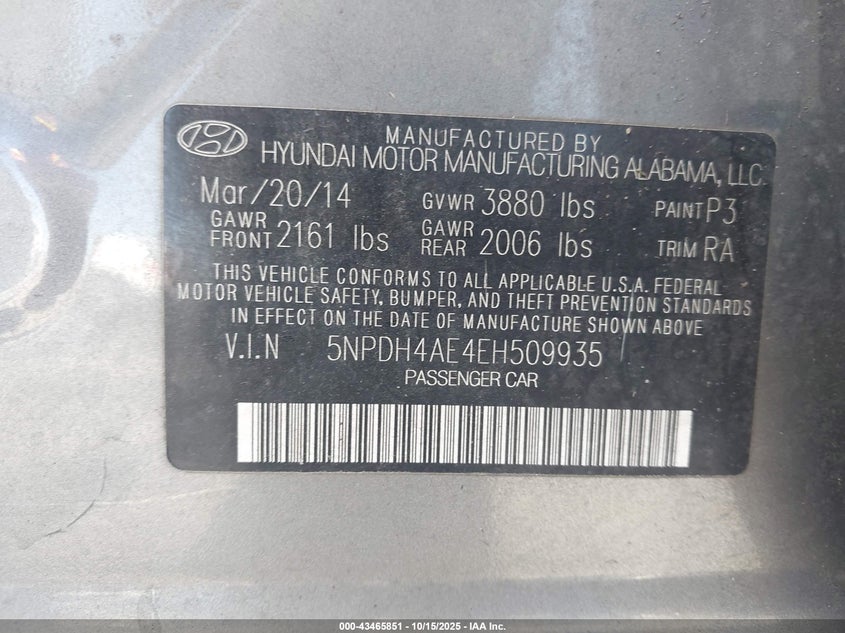 MANUFACTURED BY
HYUNDAI MOTOR MANUFACTURING ALABAMA, LLC
Mar/20/14 GVWR 3880 lbs PAINT P3
GAWR FRONT 2161 lbs GAWR REAR 2006 lbs TRIM RA
THIS VEHICLE CONFORMS TO ALL APPLICABLE U.S.A. FEDERAL
MOTOR VEHICLE SAFETY, BUMPER, AND THEFT PREVENTION STANDARDS
IN EFFECT ON THE DATE OF MANUFACTURE SHOWN ABOVE
V.I.N 5NPDH4AE4EH509935
PASSENGER CAR
000-43465851 - 10/15/2025 - IAA Inc.